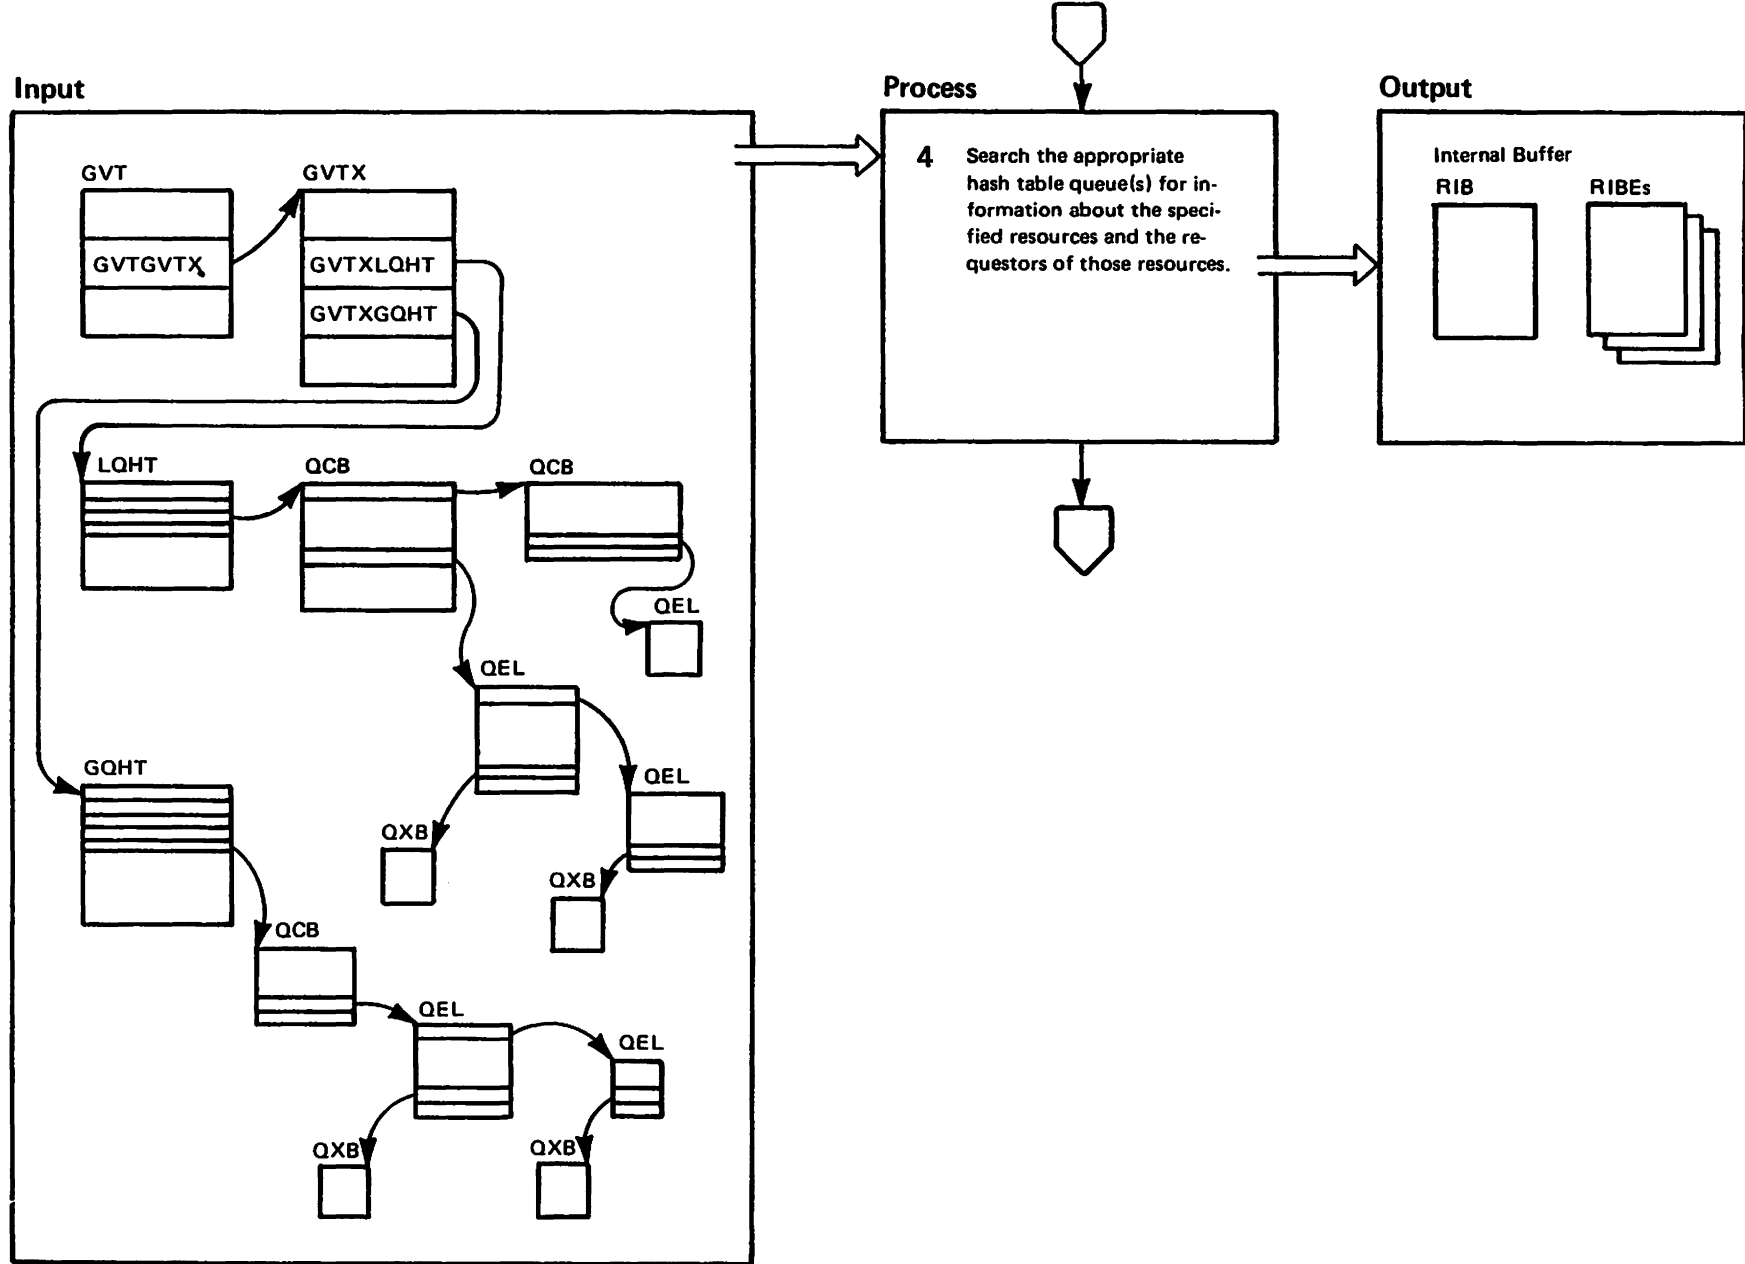 Input
GVT
GVTX
GVTGVTX
GVTXLQHT
GVTXGQHT
LQHT
QCB
QCB
QEL
QEL
QEL
GQHT
QXB
QXB
QCB
QEL
QEL
QXB
QXB
Process
4 Search the appropriate
hash table queue(s) for in-
formation about the speci-
fied resources and the re-
questors of those resources.
Output
Internal Buffer
RIB
RIBEs